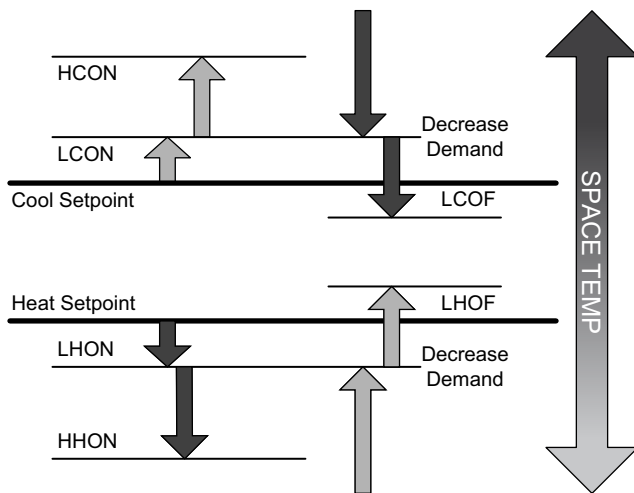 HCON
LCON
Decrease
Demand
Cool Setpoint
LCOF
Heat Setpoint
LHOF
LHON
Decrease
Demand
HHON
SPACE TEMP